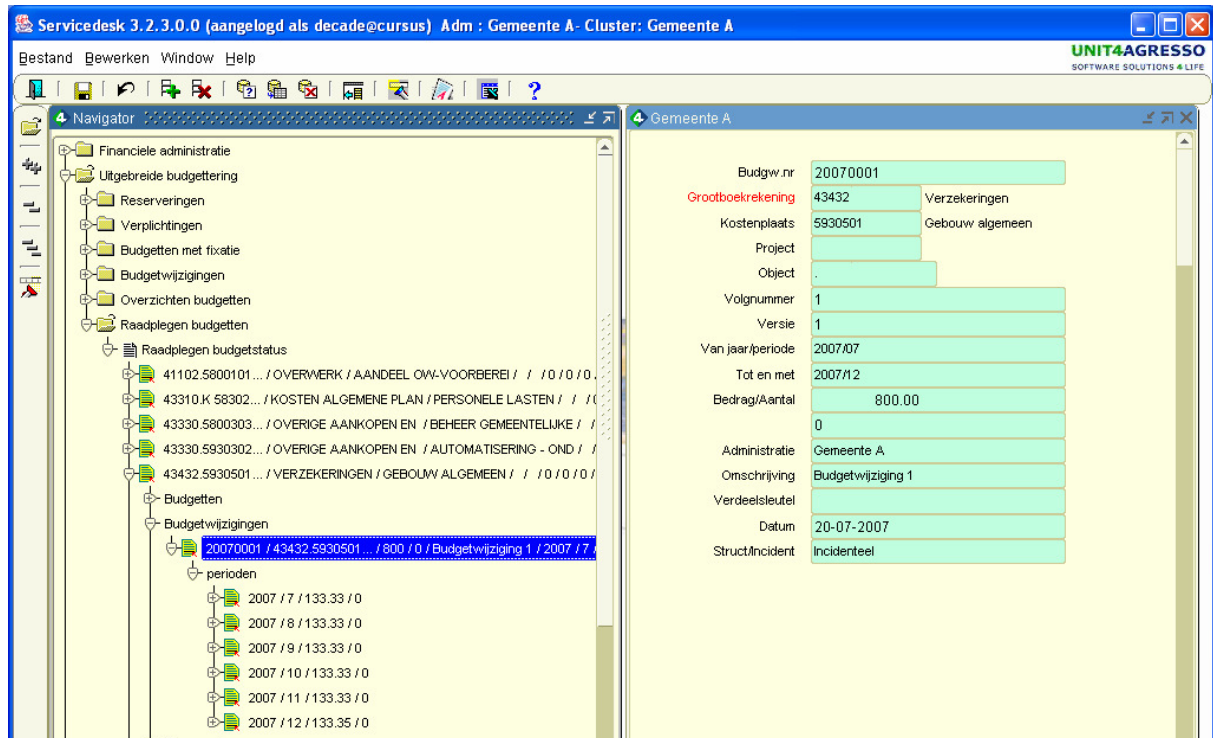 Servicedesk 3.2.3.0.0 (aangelogd als decade@cursus) Adm : Gemeente A- Cluster: Gemeente A
Bestand Bewerken Window Help
UNIT4AGRESSO
SOFTWARE SOLUTIONS 4 LIFE
4 Navigator
Financiele administratie
Uitgebreide budgettering
Reserveringen
Verplichtingen
Budgetten met fixatie
Budgetwijzigingen
Overzichten budgetten
Raadplegen budgetten
Raadplegen budgetstatus
41102.5800101... / OVERWERK / AANDEEL OW-VOORBEREI / / / 0 / 0 / 0
43310.K 58302... / KOSTEN ALGEMENE PLAN / PERSONELE LASTEN / / / 0
43330.5800303... / OVERIGE AANKOPEN EN / BEHEER GEMEENTELIJKE / /
43330.5930302... / OVERIGE AANKOPEN EN / AUTOMATISERING - OND / /
43432.5930501... / VERZEKERINGEN / GEBOUW ALGEMEEN / / / 0 / 0 / 0 /
Budgetten
Budgetwijzigingen
20070001 / 43432.5930501... / 800 / 0 / Budgetwijziging 1 / 2007 / 7 /
perioden
2007 / 7 / 133.33 / 0
2007 / 8 / 133.33 / 0
2007 / 9 / 133.33 / 0
2007 / 10 / 133.33 / 0
2007 / 11 / 133.33 / 0
2007 / 12 / 133.35 / 0
4 Gemeente A
Budgw.nr 20070001
Grootboekrekening 43432 Verzekeringen
Kostenplaats 5930501 Gebouw algemeen
Project
Object .
Volgnummer 1
Versie 1
Van jaar/periode 2007/07
Tot en met 2007/12
Bedrag/Aantal 800.00
0
Administratie Gemeente A
Omschrijving Budgetwijziging 1
Verdeelsleutel
Datum 20-07-2007
Struct/Incident Incidenteel